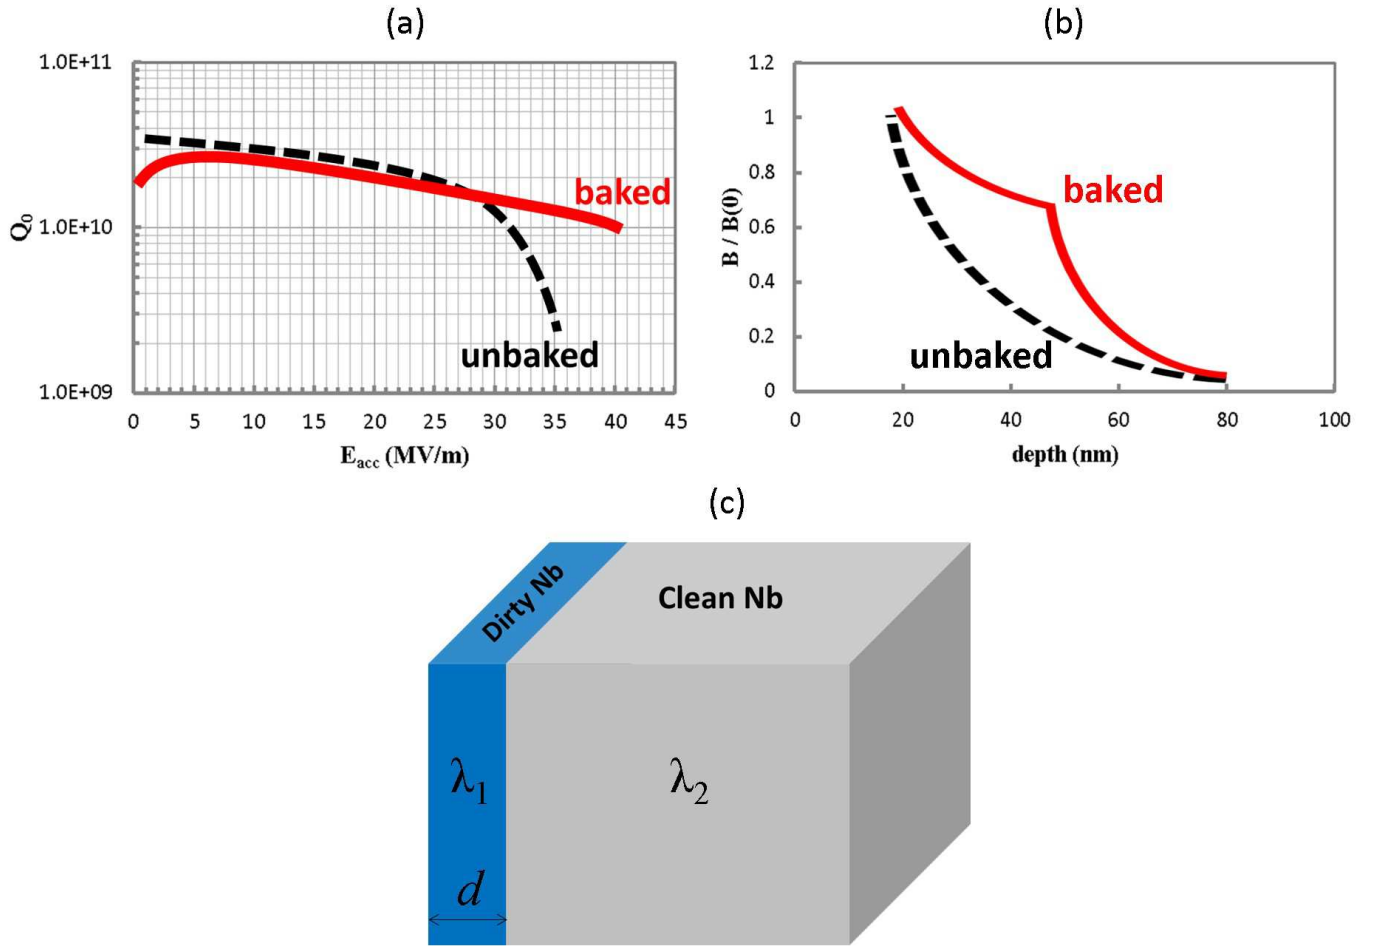 (a)
1.0E+11
1.0E+10
1.0E+09
Q₀
baked
unbaked
0 5 10 15 20 25 30 35 40 45
Eacc (MV/m)
(b)
1.2
1
0.8
0.6
0.4
0.2
0
B / B(0)
baked
unbaked
0 20 40 60 80 100
depth (nm)
(c)
Dirty Nb
Clean Nb
λ₁
λ₂
d